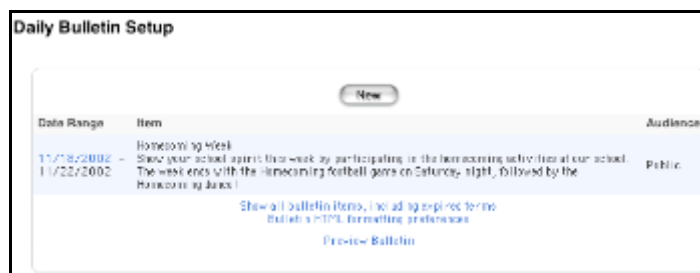 Daily Bulletin Setup
New
Date Range Item Audience
Homecoming Week
11/18/2002 - Show your school spirit this week by participating in the homecoming activities at our school.
11/22/2002 The week ends with the Homecoming football game on Saturday night, followed by the Public
Homecoming dance!
Show all bulletin items, including expired items
Bulletin HTML formatting preferences
Preview Bulletin